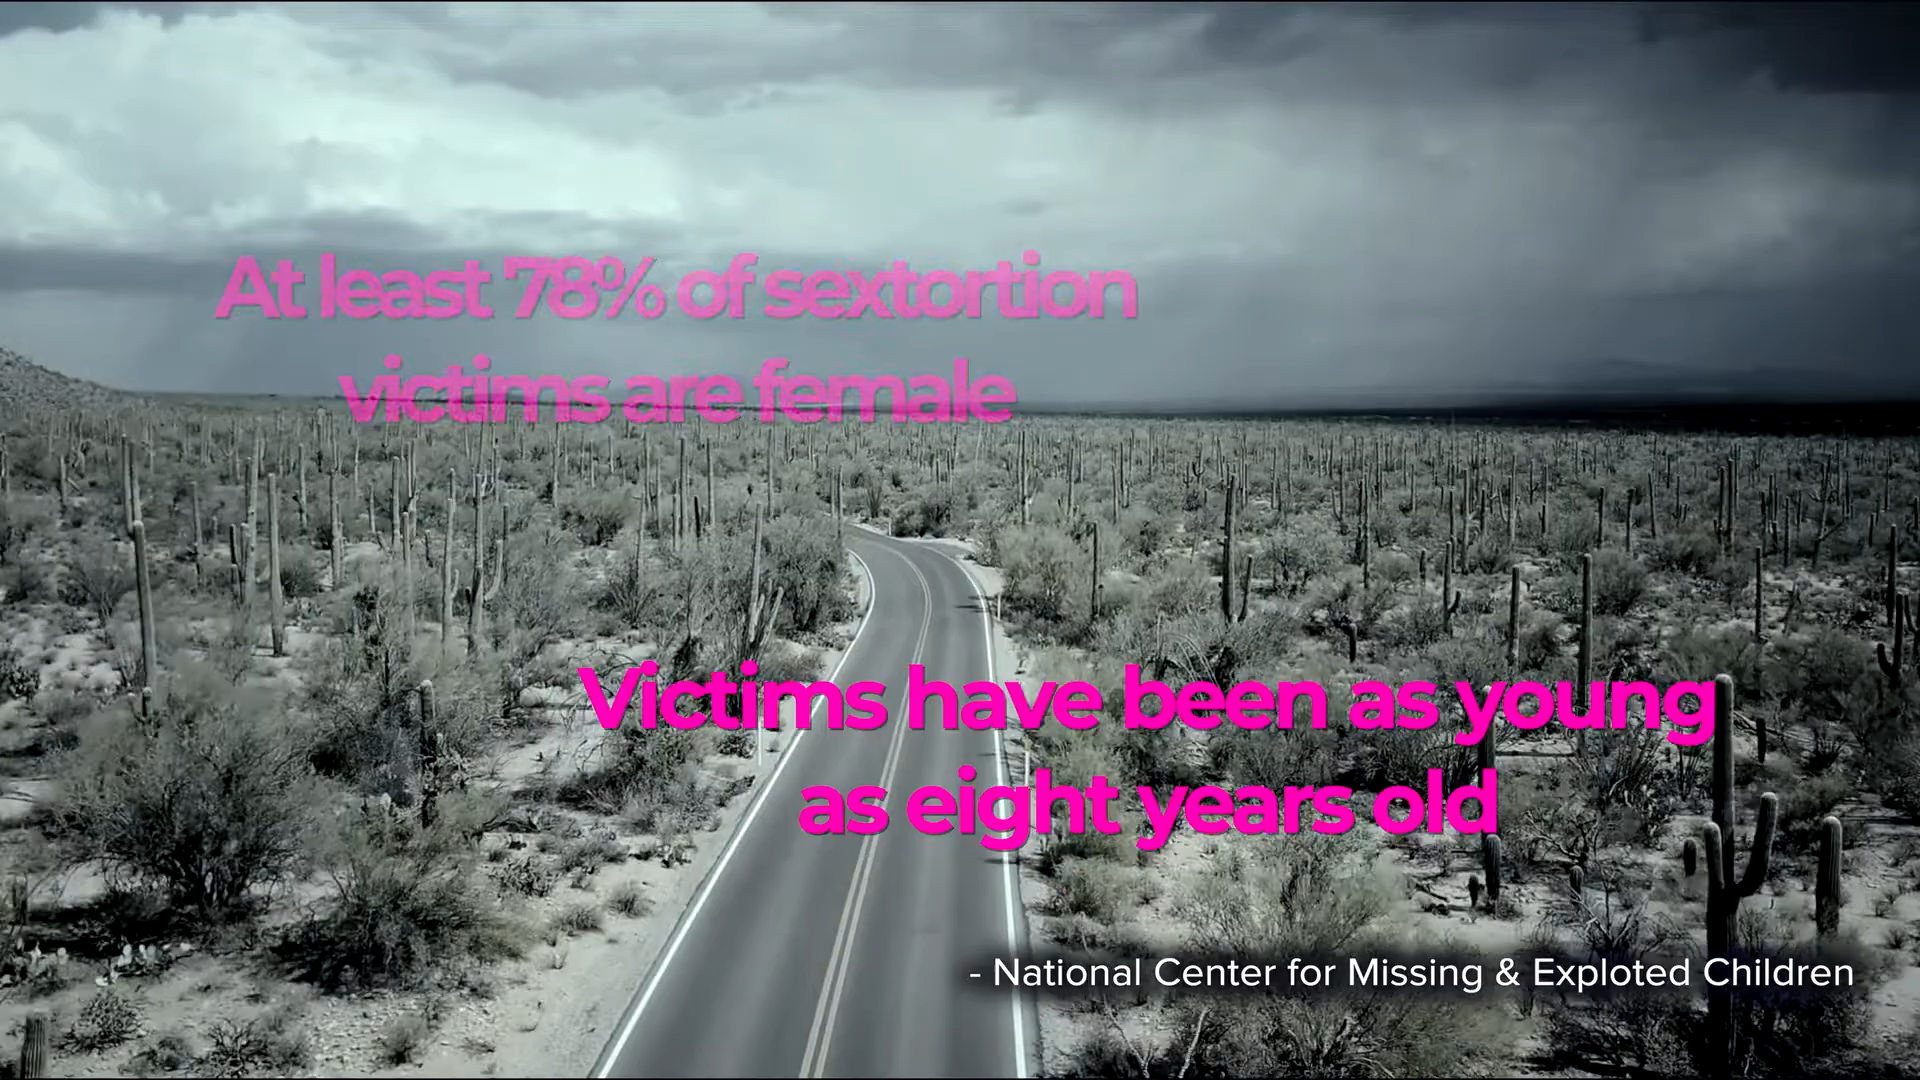 At least 78% of sextortion
victims are female
Victims have been as young
as eight years old
- National Center for Missing & Exploted Children